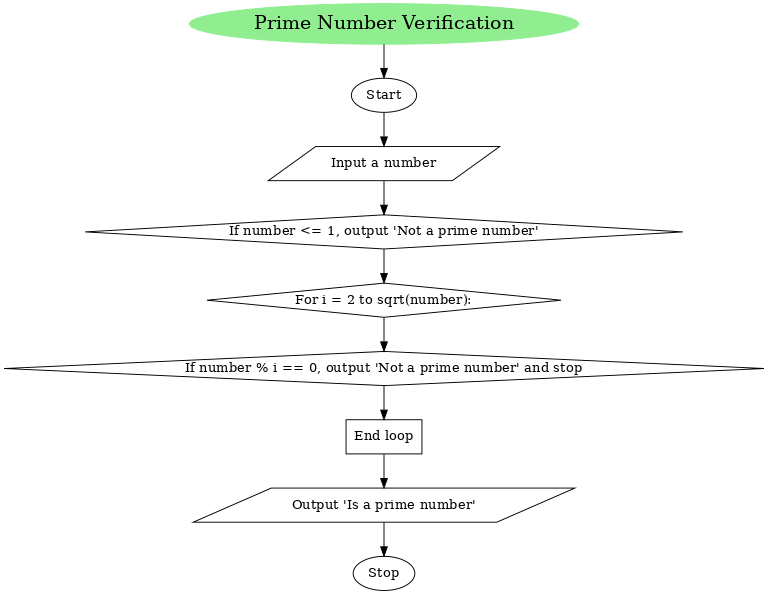 Prime Number Verification
Start
Input a number
If number <= 1, output 'Not a prime number'
For i = 2 to sqrt(number):
If number % i == 0, output 'Not a prime number' and stop
End loop
Output 'Is a prime number'
Stop